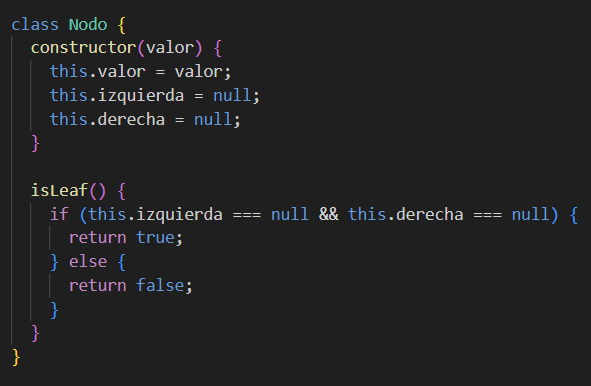 class Nodo {
  constructor(valor) {
    this.valor = valor;
    this.izquierda = null;
    this.derecha = null;
  }

  isLeaf() {
    if (this.izquierda === null && this.derecha === null) {
      return true;
    } else {
      return false;
    }
  }
}